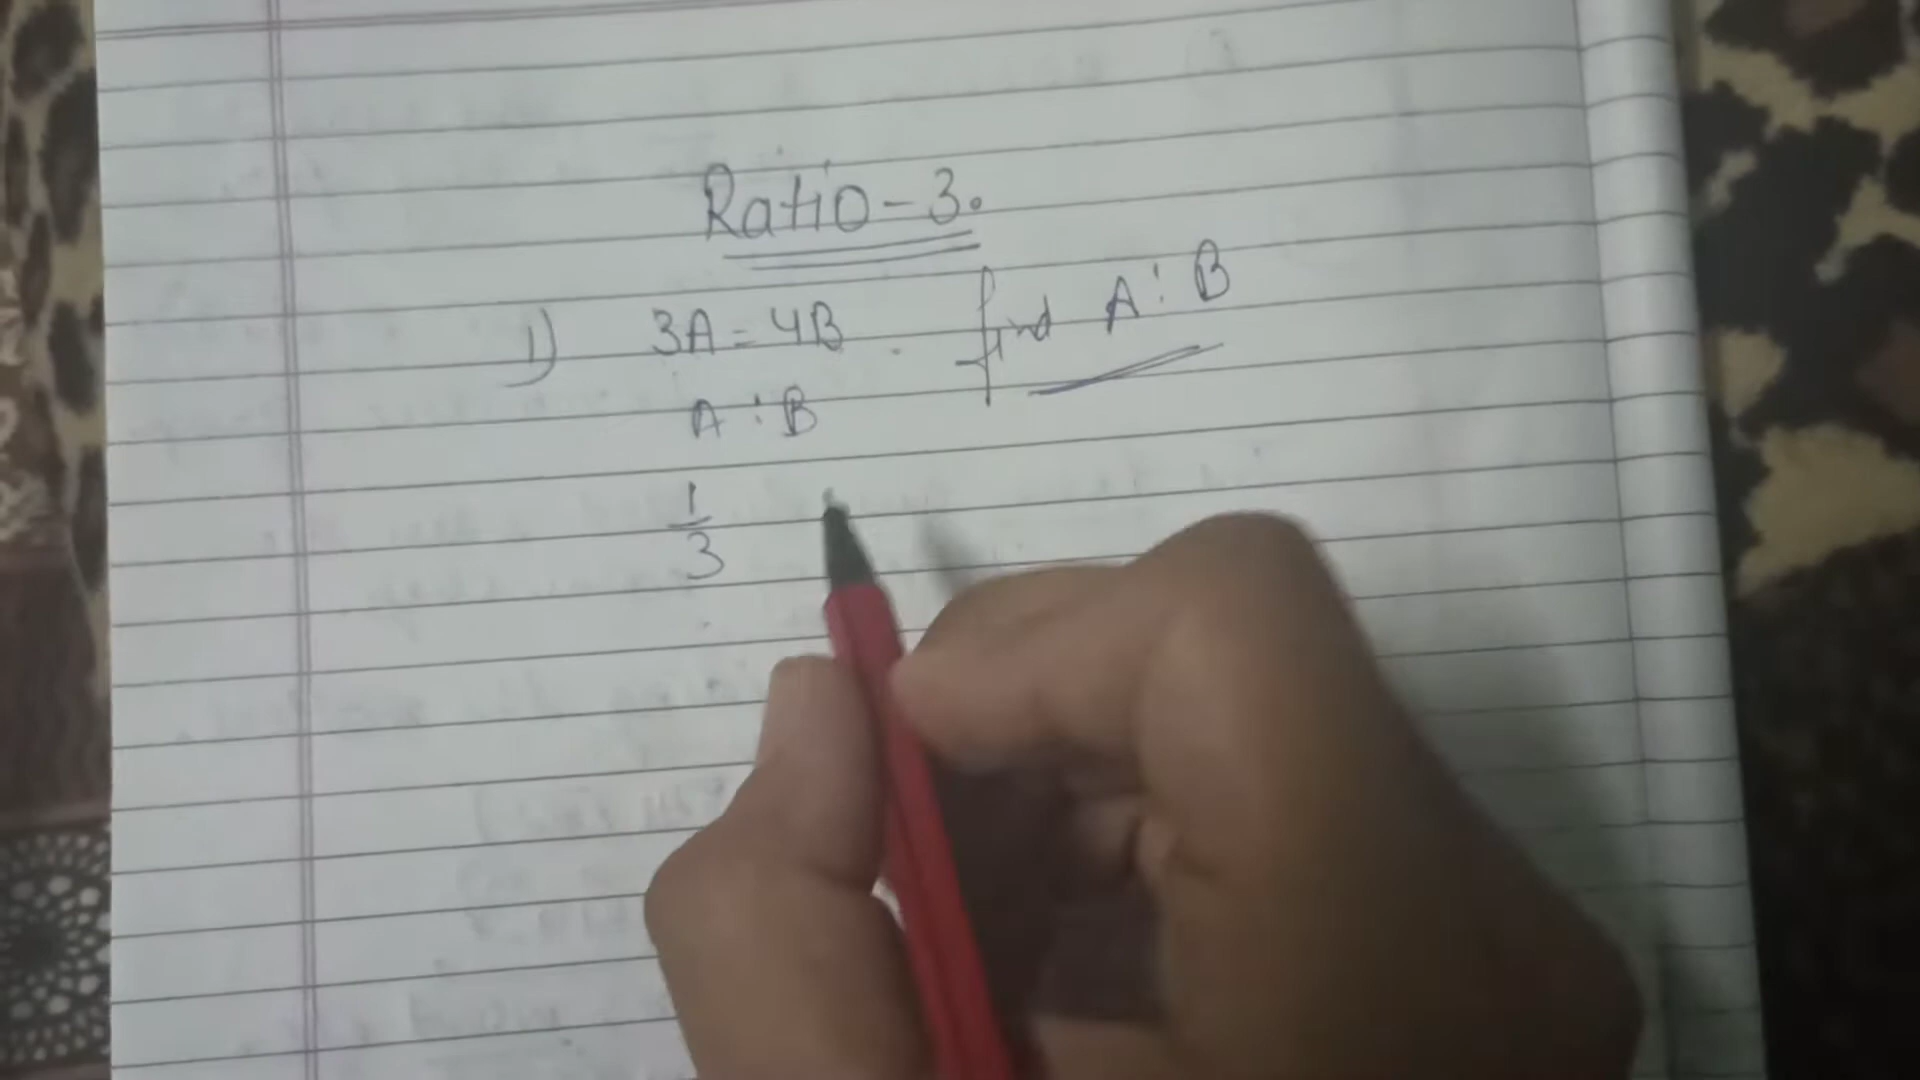 Ratio-3.
1) 3A = 4B. find A : B
A : B
1
3